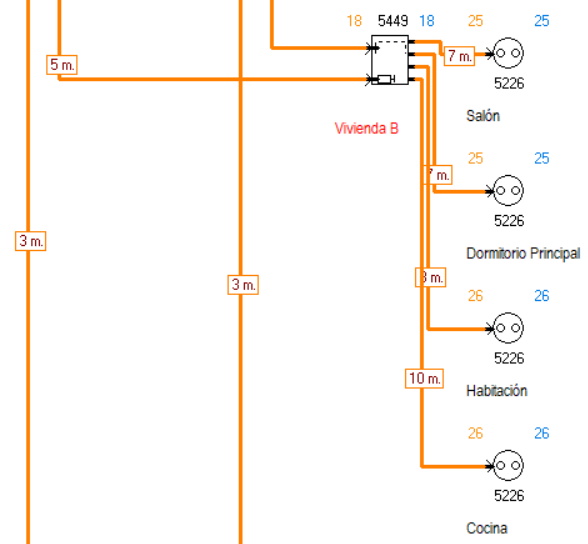 18 5449 18 25 25
7 m.
5 m.
5226
Salón
Vivienda B
25 25
7 m.
5226
3 m.
Dormitorio Principal
3 m.
26 26
5226
10 m.
Habitación
26 26
5226
Cocina